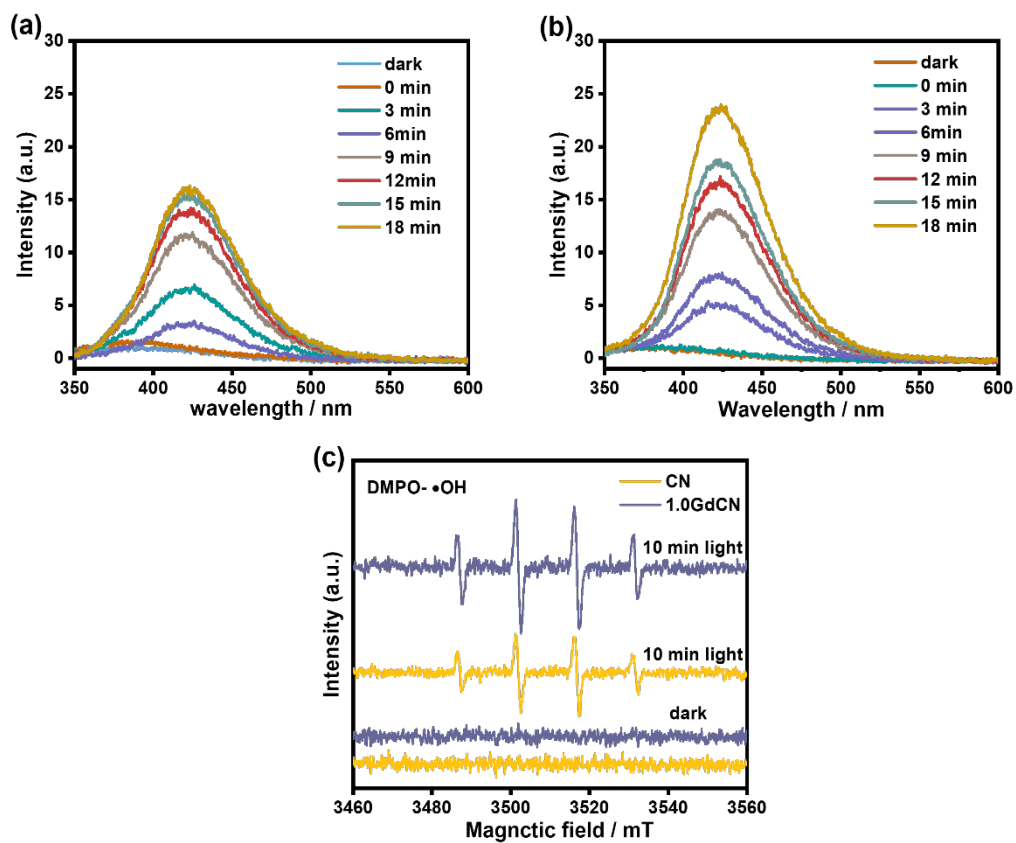 (a)
30
25
20
15
10
5
0
Intensity (a.u.)
dark
0 min
3 min
6min
9 min
12min
15 min
18 min
350 400 450 500 550 600
wavelength / nm
(b)
30
25
20
15
10
5
0
Intensity (a.u.)
dark
0 min
3 min
6min
9 min
12 min
15 min
18 min
350 400 450 500 550 600
Wavelength / nm
(c)
DMPO- •OH
CN
1.0GdCN
10 min light
10 min light
dark
Intensity (a.u.)
3460 3480 3500 3520 3540 3560
Magnctic field / mT